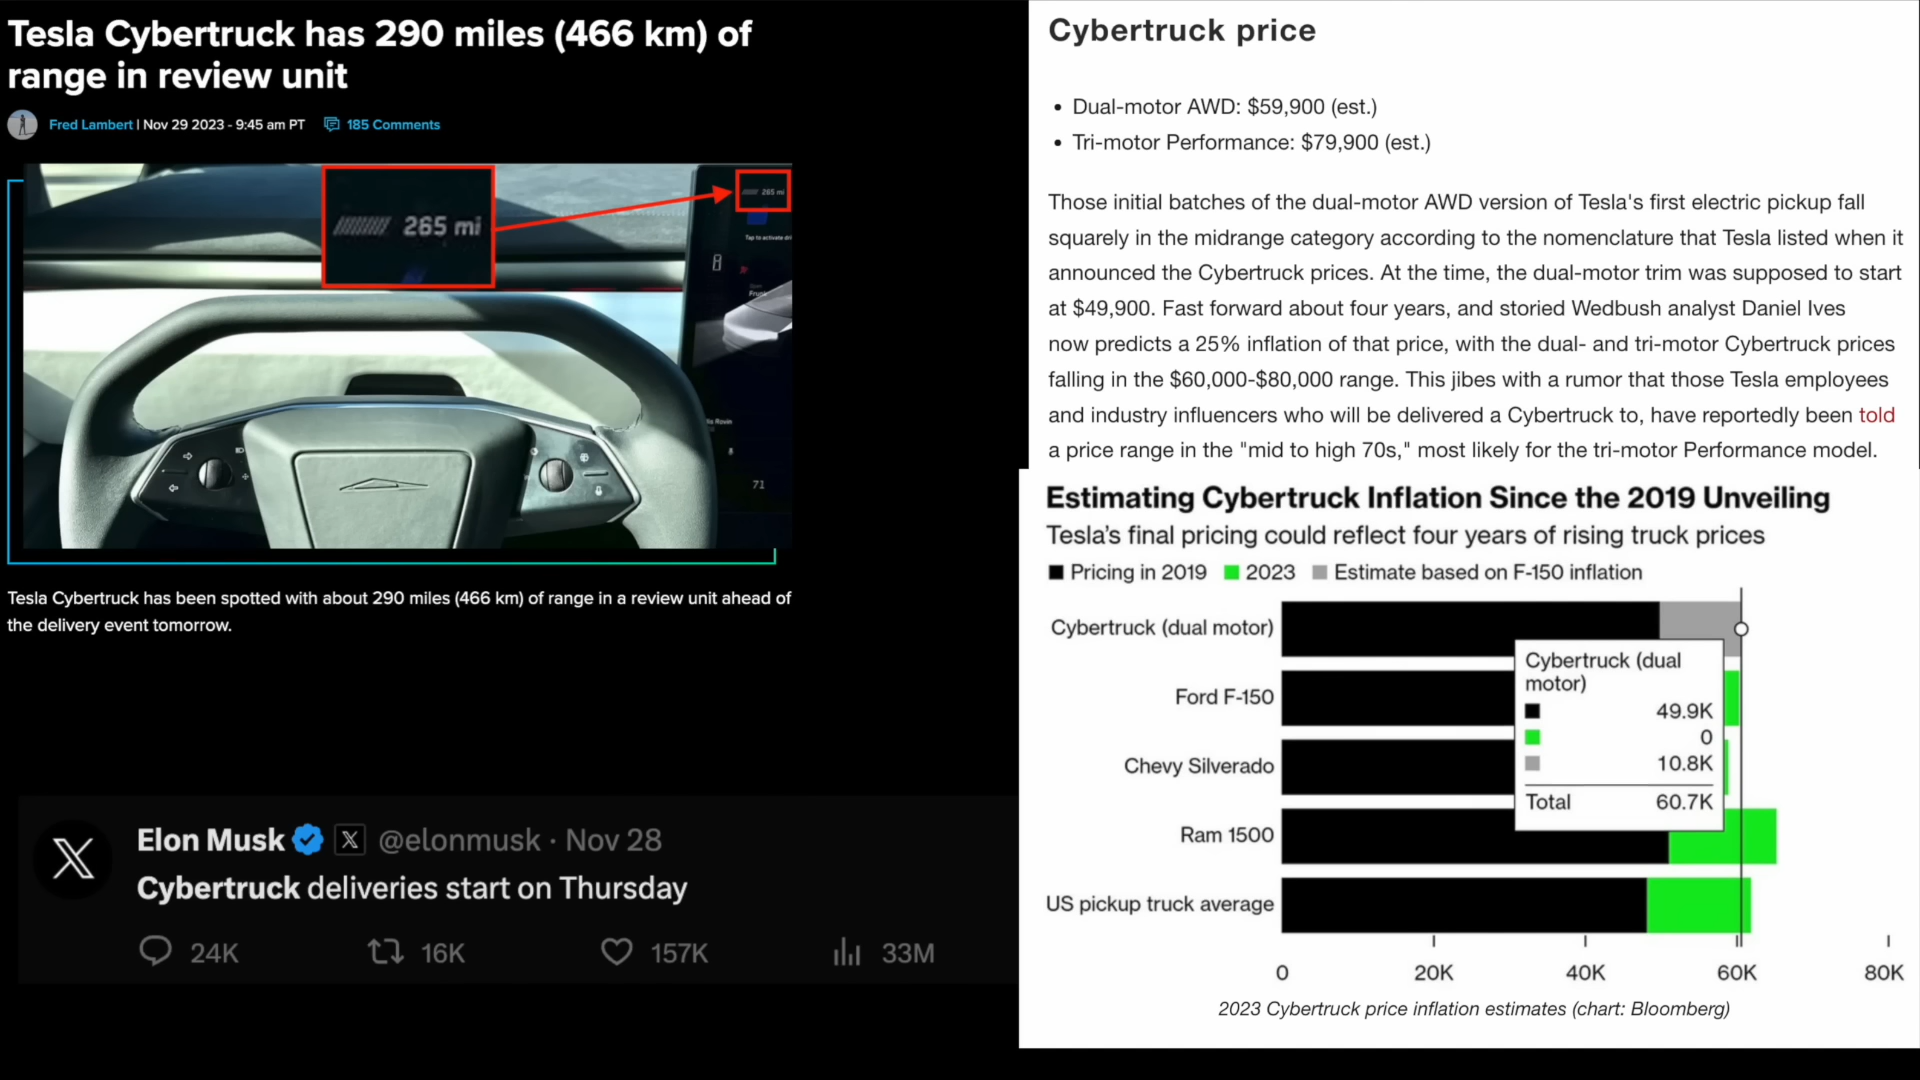 Tesla Cybertruck has 290 miles (466 km) of
range in review unit
Fred Lambert | Nov 29 2023 - 9:45 am PT
185 Comments
265 mi
265 mi
Tap to activate dri
Frunk
71
Tesla Cybertruck has been spotted with about 290 miles (466 km) of range in a review unit ahead of
the delivery event tomorrow.
Elon Musk @elonmusk · Nov 28
Cybertruck deliveries start on Thursday
24K
16K
157K
33M
Cybertruck price
• Dual-motor AWD: $59,900 (est.)
• Tri-motor Performance: $79,900 (est.)
Those initial batches of the dual-motor AWD version of Tesla's first electric pickup fall
squarely in the midrange category according to the nomenclature that Tesla listed when it
announced the Cybertruck prices. At the time, the dual-motor trim was supposed to start
at $49,900. Fast forward about four years, and storied Wedbush analyst Daniel Ives
now predicts a 25% inflation of that price, with the dual- and tri-motor Cybertruck prices
falling in the $60,000-$80,000 range. This jibes with a rumor that those Tesla employees
and industry influencers who will be delivered a Cybertruck to, have reportedly been told
a price range in the "mid to high 70s," most likely for the tri-motor Performance model.
Estimating Cybertruck Inflation Since the 2019 Unveiling
Tesla's final pricing could reflect four years of rising truck prices
Pricing in 2019
2023
Estimate based on F-150 inflation
Cybertruck (dual motor)
Cybertruck (dual
motor)
49.9K
0
10.8K
Total 60.7K
Ford F-150
Chevy Silverado
Ram 1500
US pickup truck average
0 20K 40K 60K 80K
2023 Cybertruck price inflation estimates (chart: Bloomberg)